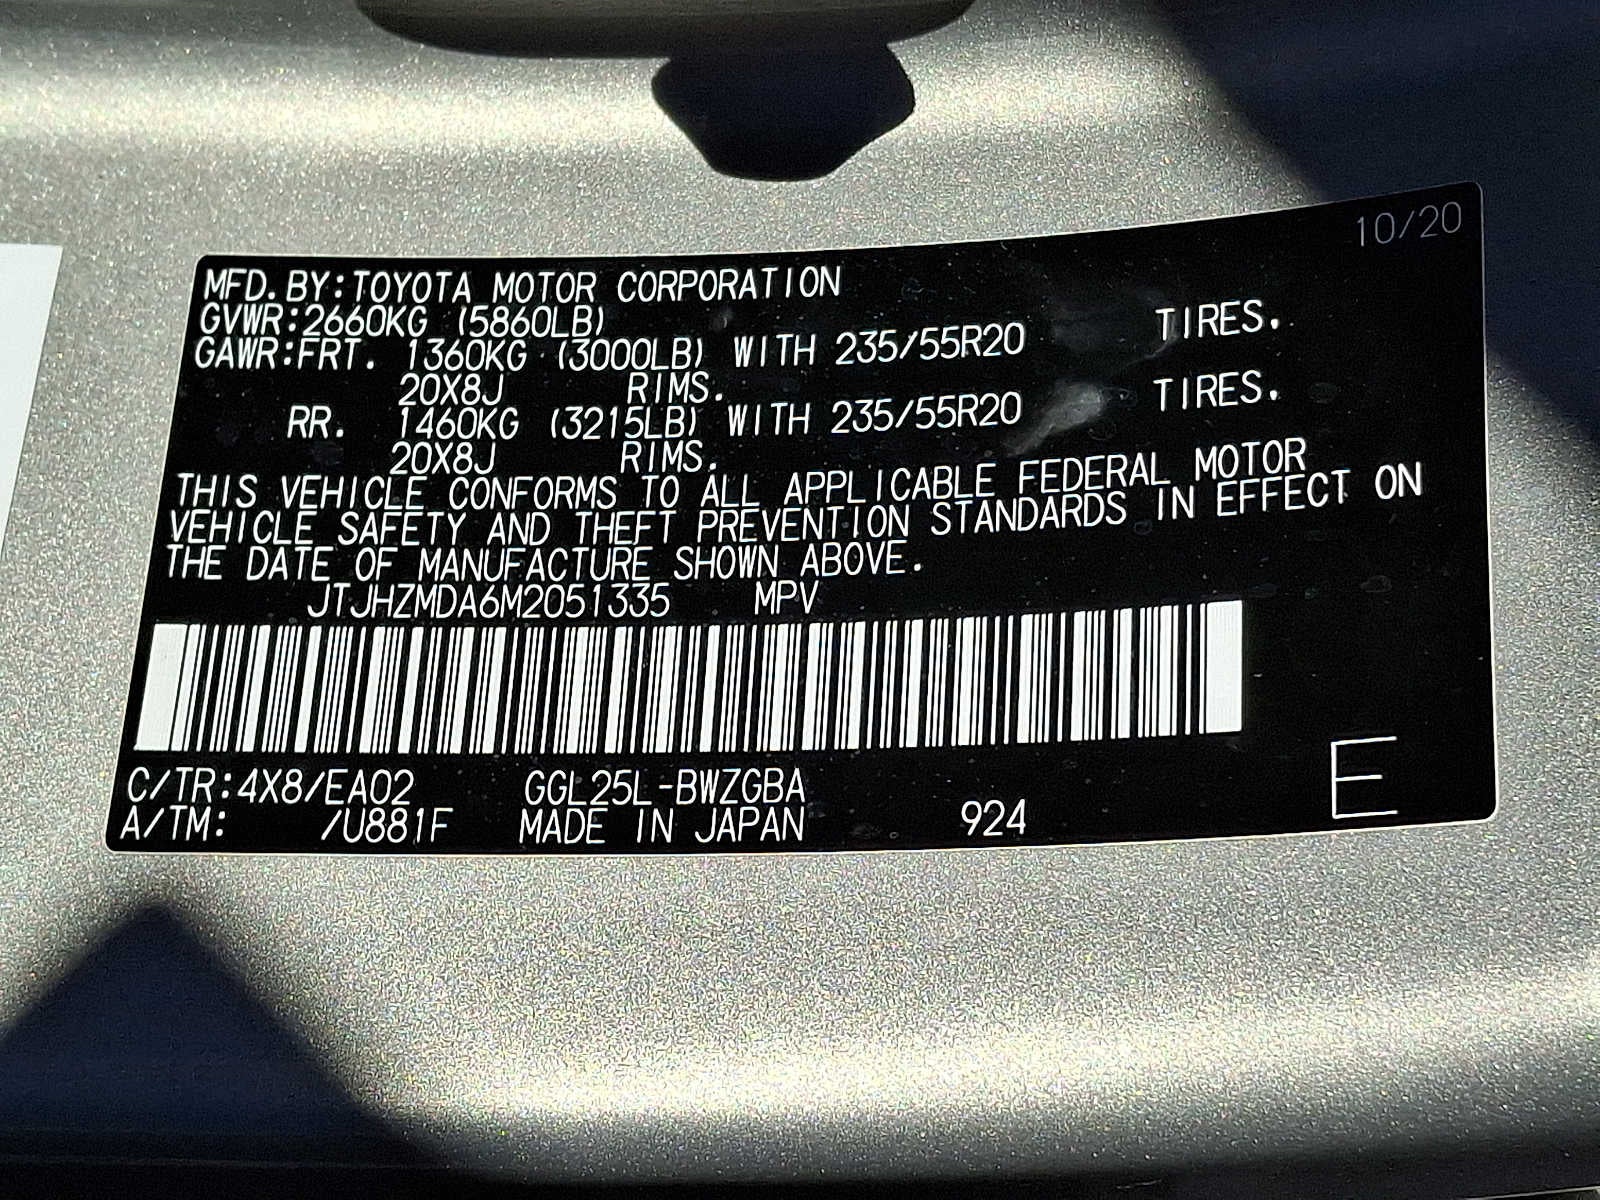 10/20
MFD.BY:TOYOTA MOTOR CORPORATION
GVWR:2660KG (5860LB)
GAWR:FRT. 1360KG (3000LB) WITH 235/55R20 TIRES.
20X8J RIMS.
RR. 1460KG (3215LB) WITH 235/55R20 TIRES.
20X8J RIMS.
THIS VEHICLE CONFORMS TO ALL APPLICABLE FEDERAL MOTOR
VEHICLE SAFETY AND THEFT PREVENTION STANDARDS IN EFFECT ON
THE DATE OF MANUFACTURE SHOWN ABOVE.
JTJHZMDA6M2051335 MPV
C/TR:4X8/EA02 GGL25L-BWZGBA
A/TM: /U881F MADE IN JAPAN 924 E